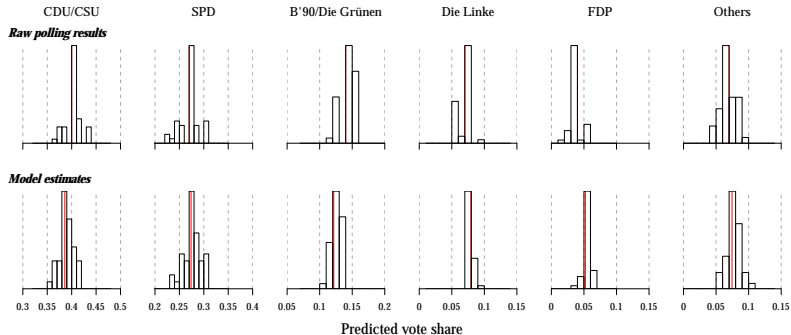 CDU/CSU SPD B'90/Die Grünen Die Linke FDP Others
Raw polling results
Model estimates
0.3 0.35 0.4 0.45 0.5 0.2 0.25 0.3 0.35 0.4 0.05 0.1 0.15 0.2 0 0.05 0.1 0.15 0 0.05 0.1 0.15 0 0.05 0.1 0.15
Predicted vote share